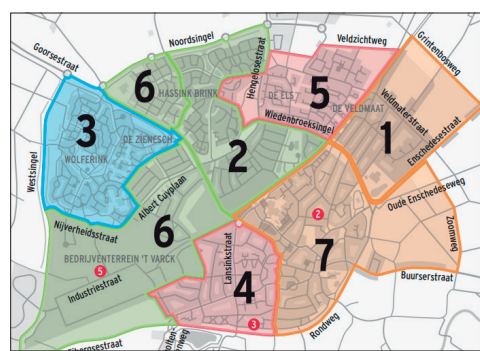 Goorsestraat
Noordsingel
Veldzichtweg
Grintenbosweg
6
HASSINK BRINK
Hengelosestraat
DE ELS
5
DE VELDMAAT
Veldmaterstraat
3
DE ZIENESCH
WOLFERINK
Wiedenbroeksingel
1
Enschedesestraat
2
Westsingel
Albert Cuyplaan
Nijverheidsstraat
6
2
Oude Enschedeseweg
Zoomweg
BEDRIJVENTERREIN 'T VARCK
5
Lansinkstraat
7
Industriestraat
4
Buurserstraat
3
Rondweg